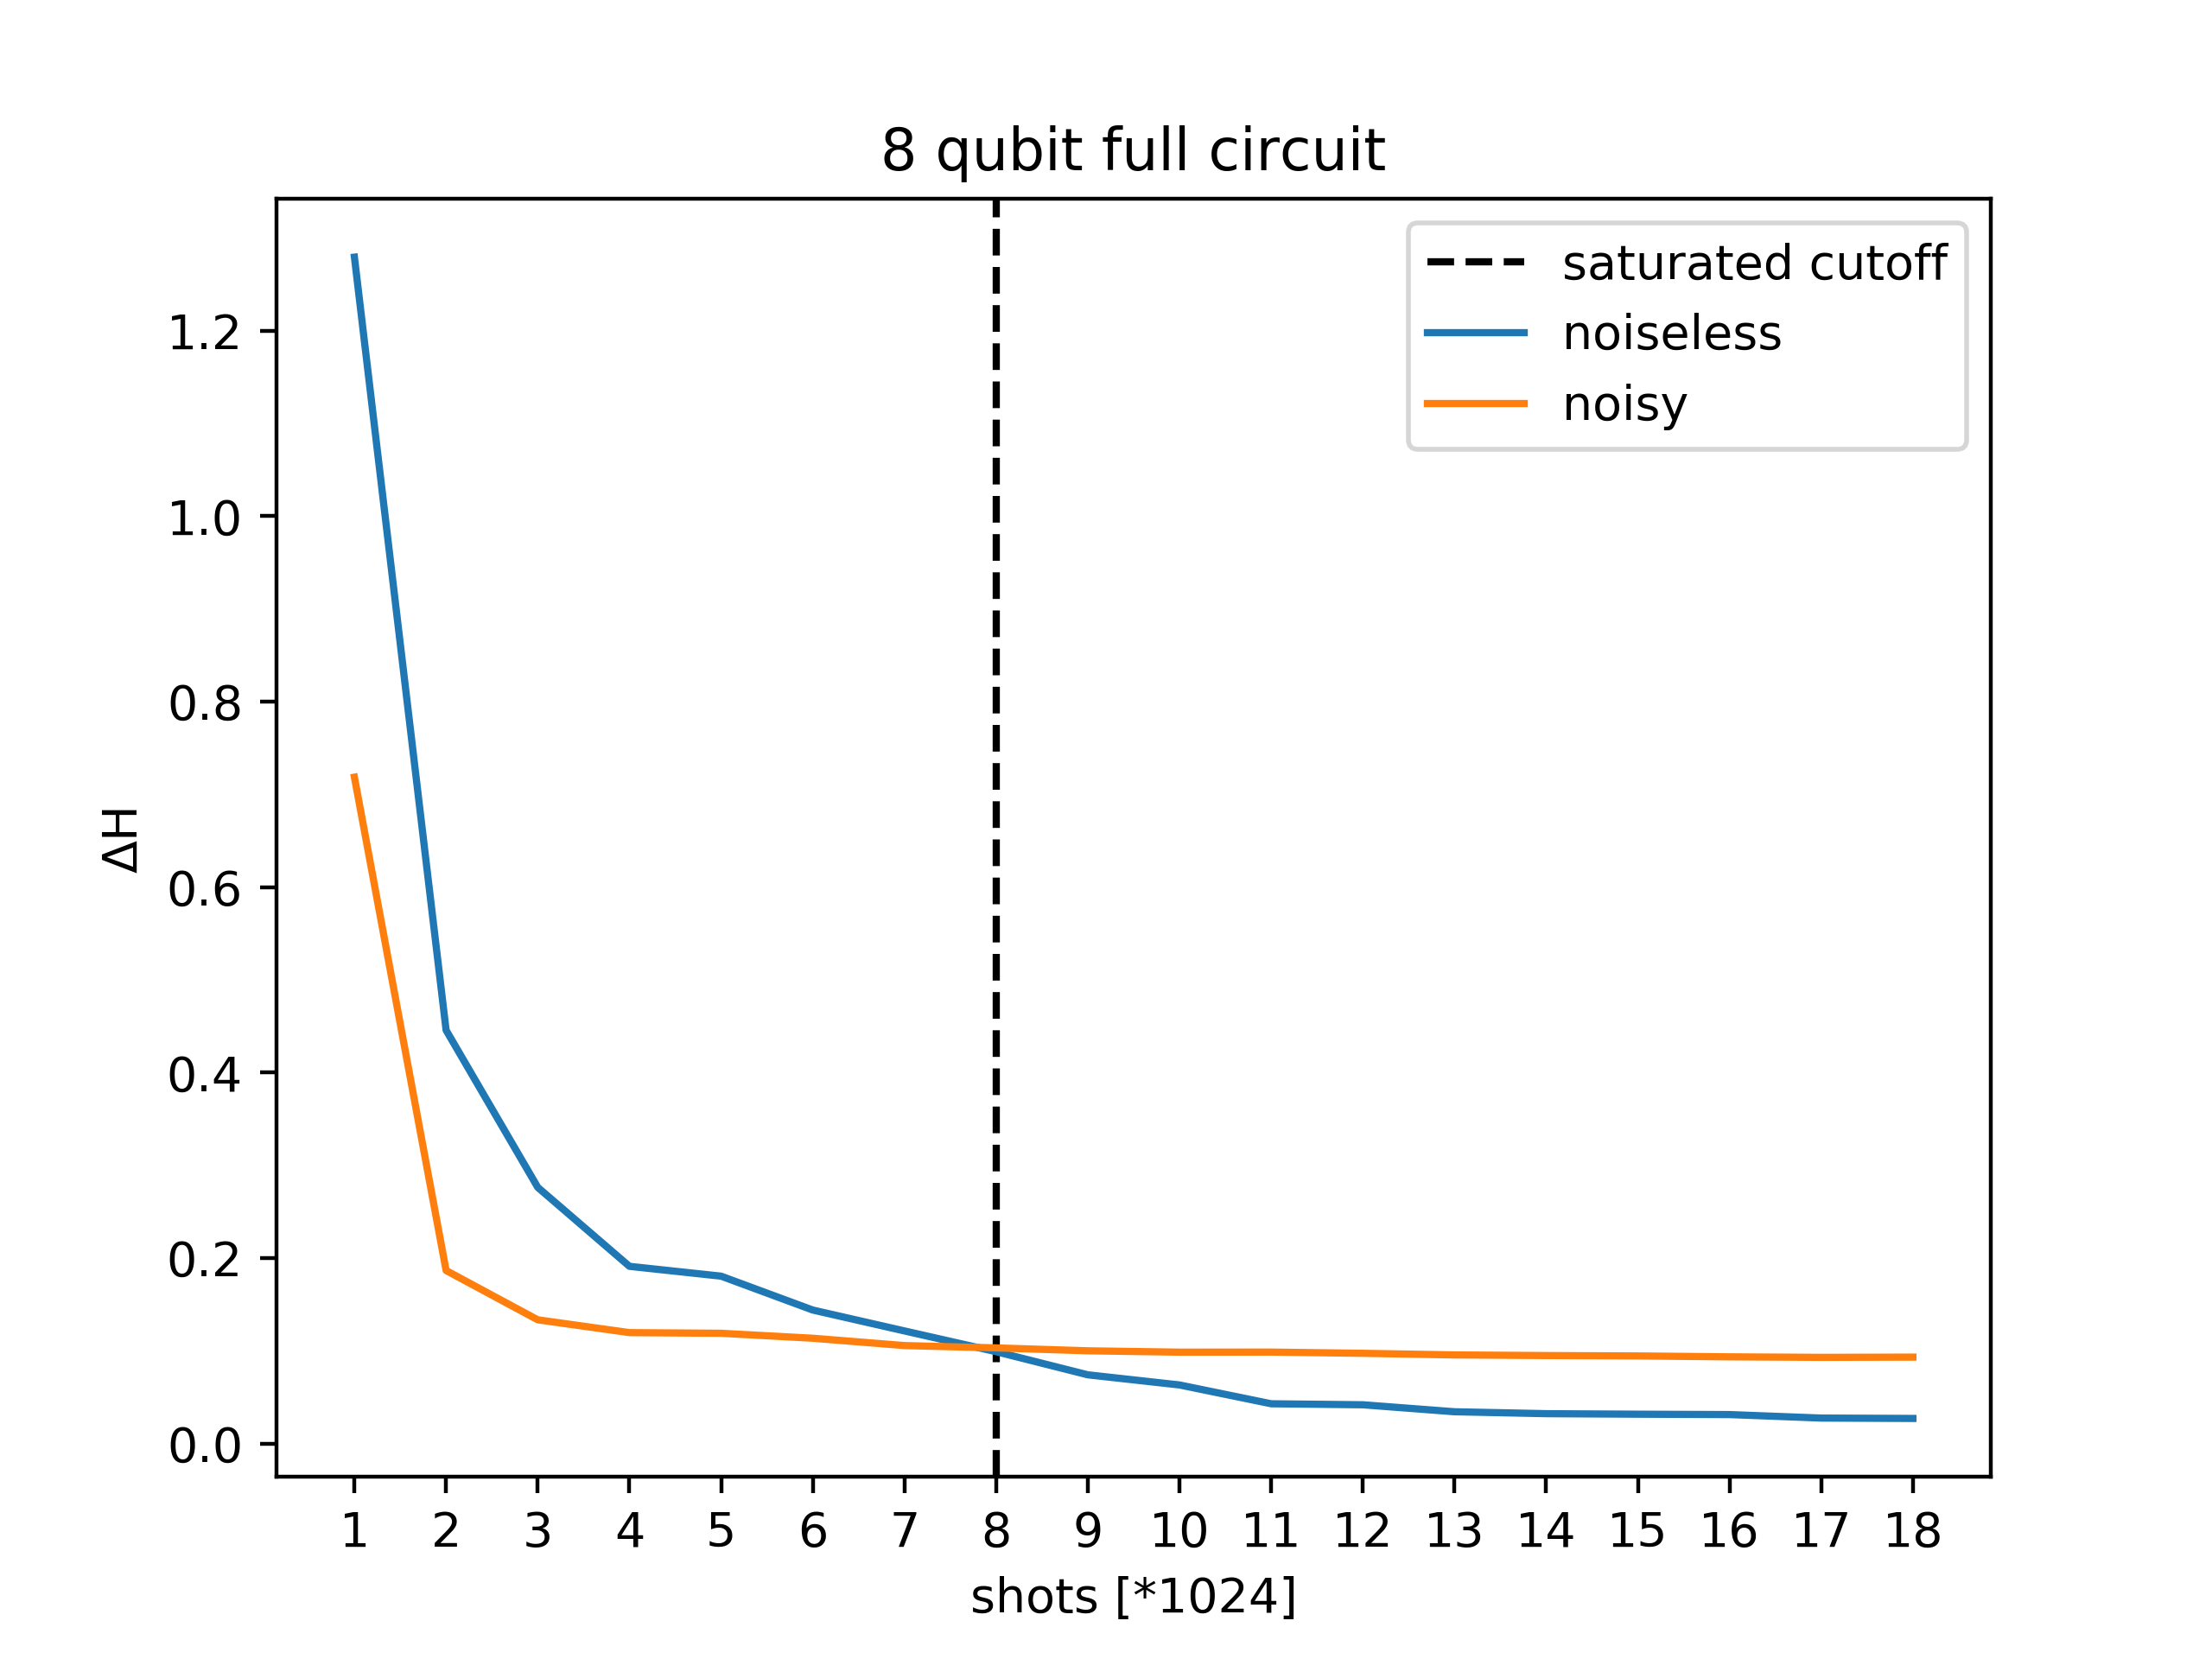 8 qubit full circuit
saturated cutoff
noiseless
noisy
1.2
1.0
0.8
0.6
0.4
0.2
0.0
ΔH
1 2 3 4 5 6 7 8 9 10 11 12 13 14 15 16 17 18
shots [*1024]